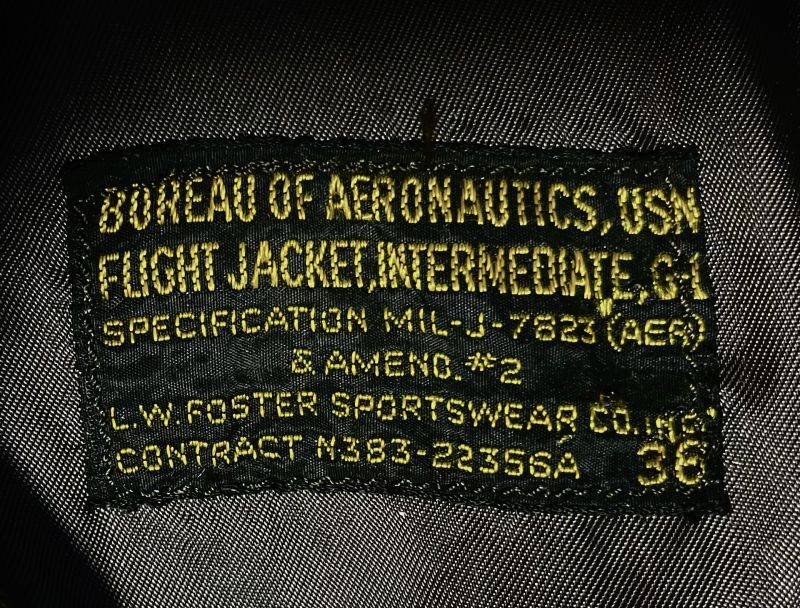 BUREAU OF AERONAUTICS, USN
FLIGHT JACKET, INTERMEDIATE, G-1
SPECIFICATION MIL-J-7823 (AER)
& AMEND. #2
L.W. FOSTER SPORTSWEAR CO. INC.
CONTRACT N383-22356A 36